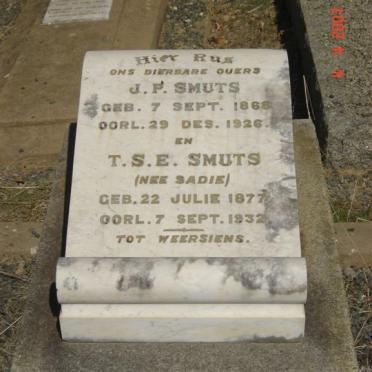 Hier Rus
ONS DIERBARE OUERS
J. F. SMUTS
GEB. 7 SEPT. 1868
OORL. 29 DES. 1926.
EN
T. S. E. SMUTS
(NEE SADIE)
GEB. 22 JULIE 1877
OORL. 7 SEPT. 1932
TOT WEERSIENS.